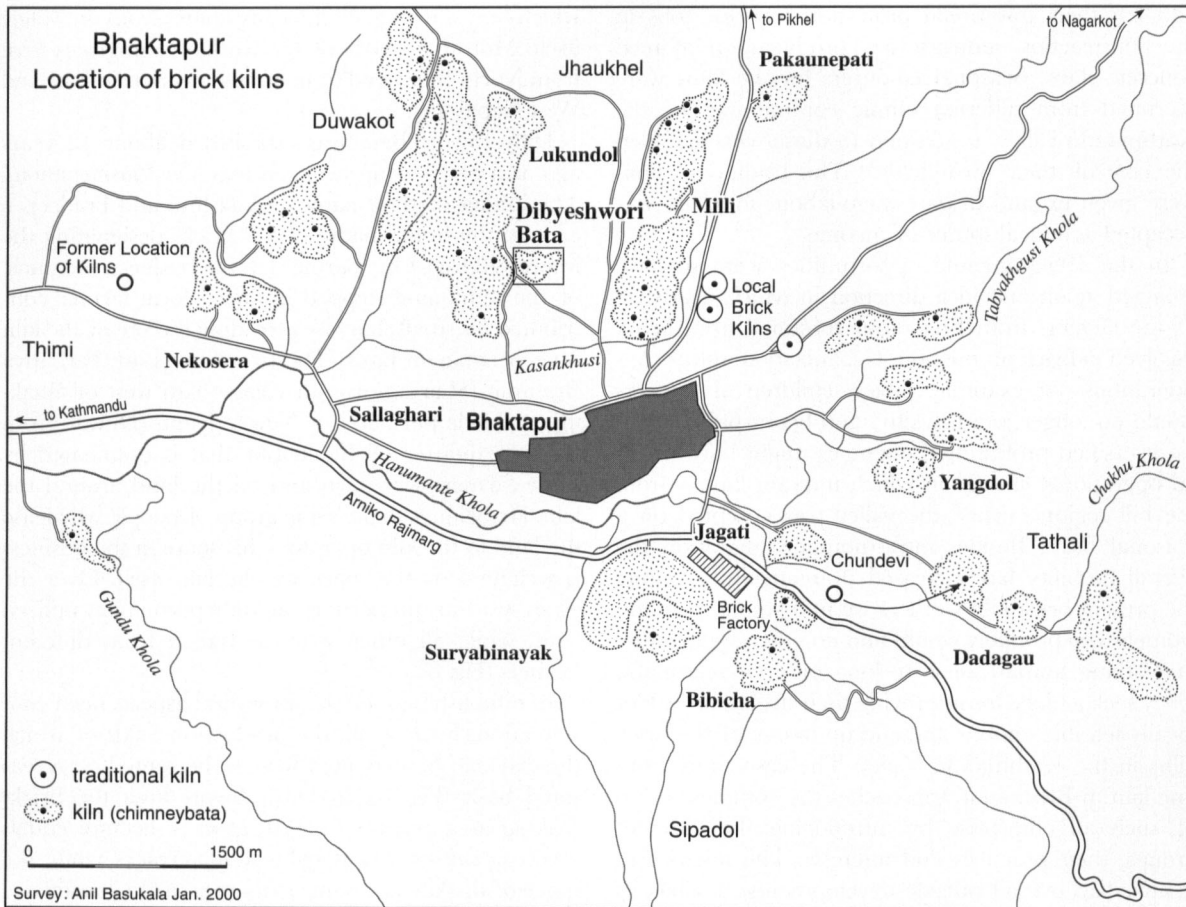 Bhaktapur
Location of brick kilns
to Pikhel
to Nagarkot
Jhaukhel
Pakaunepati
Duwakot
Lukundol
Dibyeshwori
Bata
Milli
Former Location
of Kilns
Local
Brick
Kilns
Tabyakhgusi Khola
Thimi
Nekosera
Kasankhusi
to Kathmandu
Sallaghari
Bhaktapur
Hanumante Khola
Arniko Rajmarg
Yangdol
Chakhu Khola
Jagati
Chundevi
Tathali
Brick
Factory
Gundu Khola
Suryabinayak
Bibicha
Dadagau
Sipadol
traditional kiln
kiln (chimneybata)
0 1500 m
Survey: Anil Basukala Jan. 2000